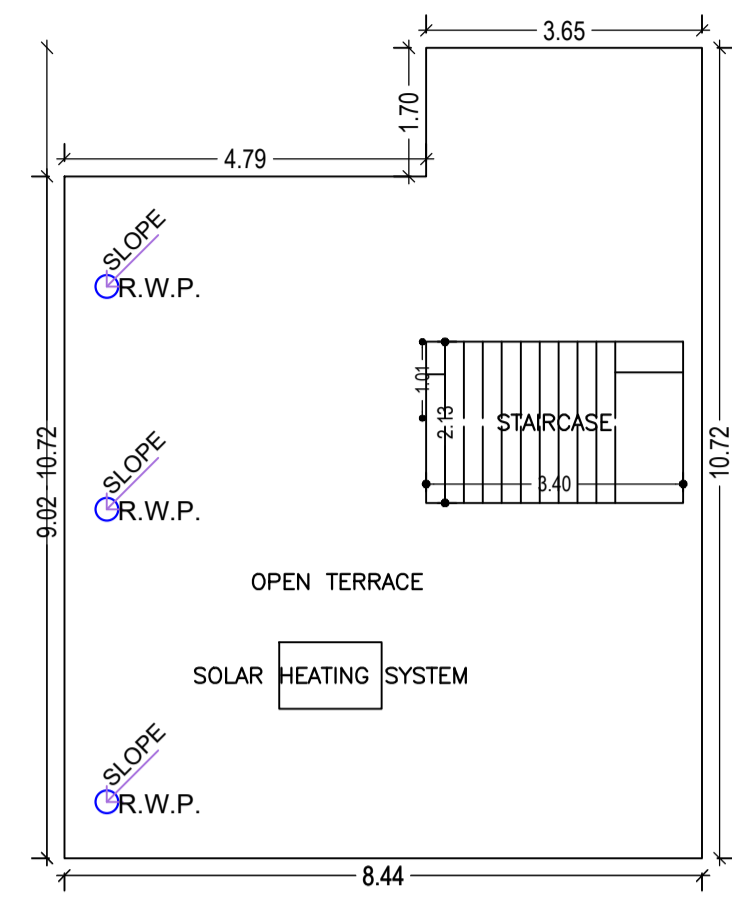 3.65
1.70
4.79
SLOPE
R.W.P.
1.01
2.13
STAIRCASE
9.02
10.72
10.72
3.40
SLOPE
R.W.P.
OPEN TERRACE
SOLAR HEATING SYSTEM
SLOPE
R.W.P.
8.44